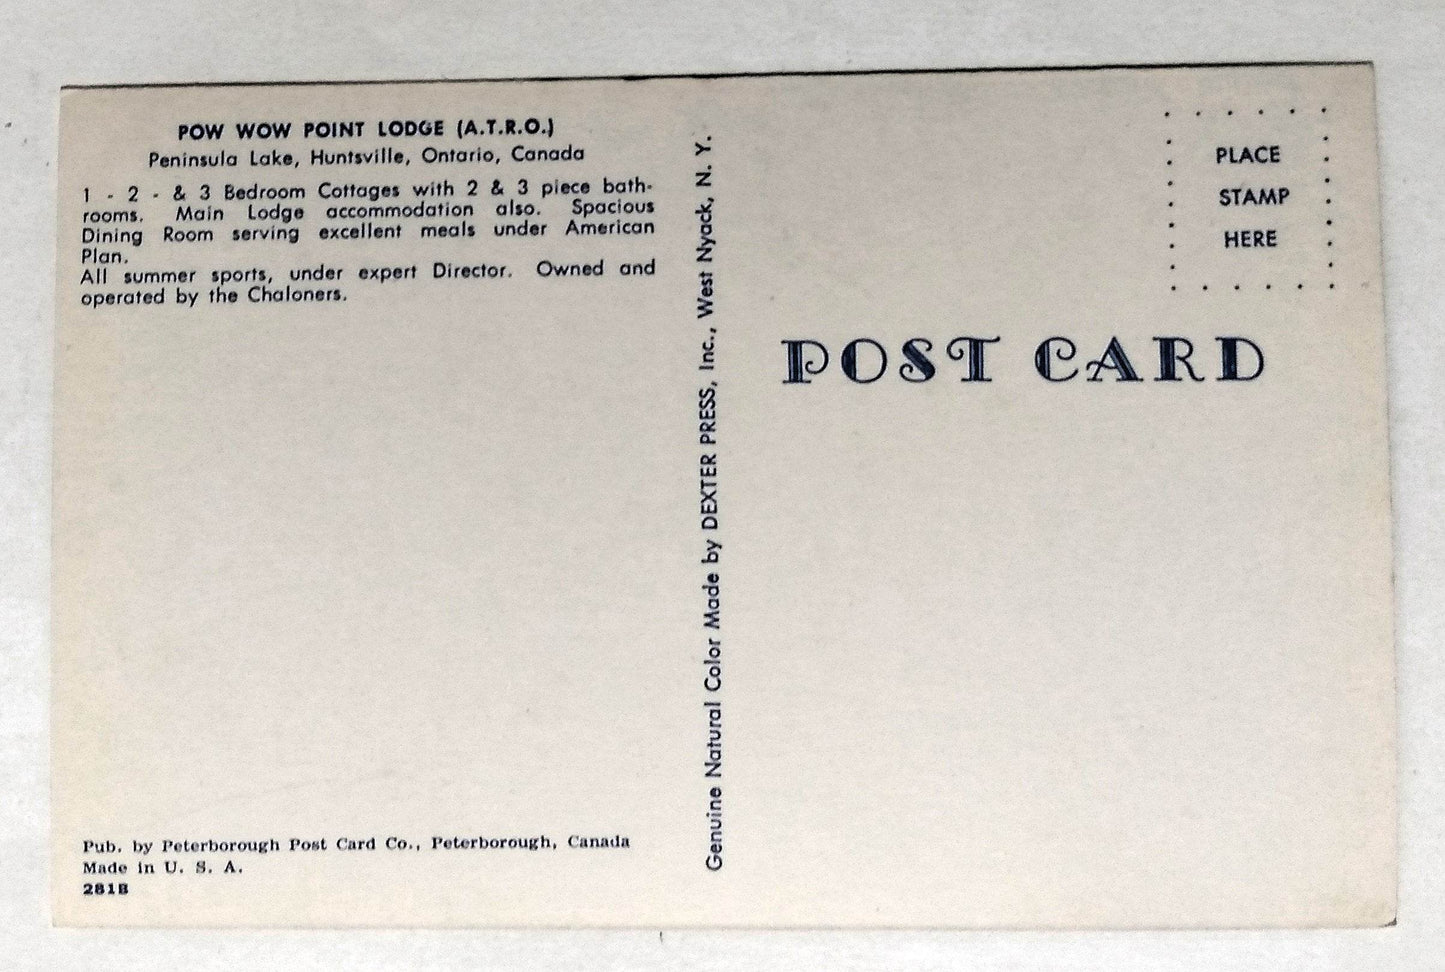 POW WOW POINT LODGE (A.T.R.O.)
Peninsula Lake, Huntsville, Ontario, Canada
1 - 2 - & 3 Bedroom Cottages with 2 & 3 piece bath-
rooms. Main Lodge accommodation also. Spacious
Dining Room serving excellent meals under American
Plan.
All summer sports, under expert Director. Owned and
operated by the Chaloners.
Pub. by Peterborough Post Card Co., Peterborough, Canada
Made in U. S. A.
281B
Genuine Natural Color Made by DEXTER PRESS, Inc., West Nyack, N. Y.
PLACE
STAMP
HERE
POST CARD